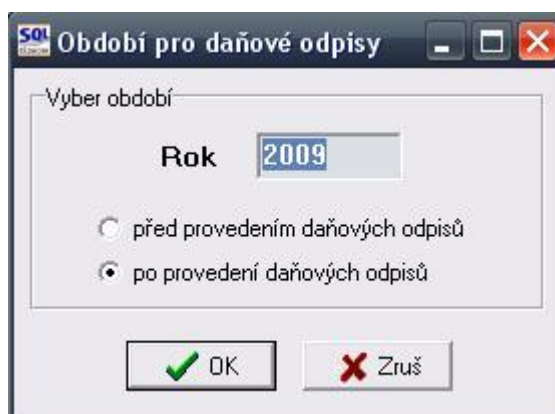 SQL
Období pro daňové odpisy
Vyber období
Rok 2009
před provedením daňových odpisů
po provedení daňových odpisů
OK
Zruš